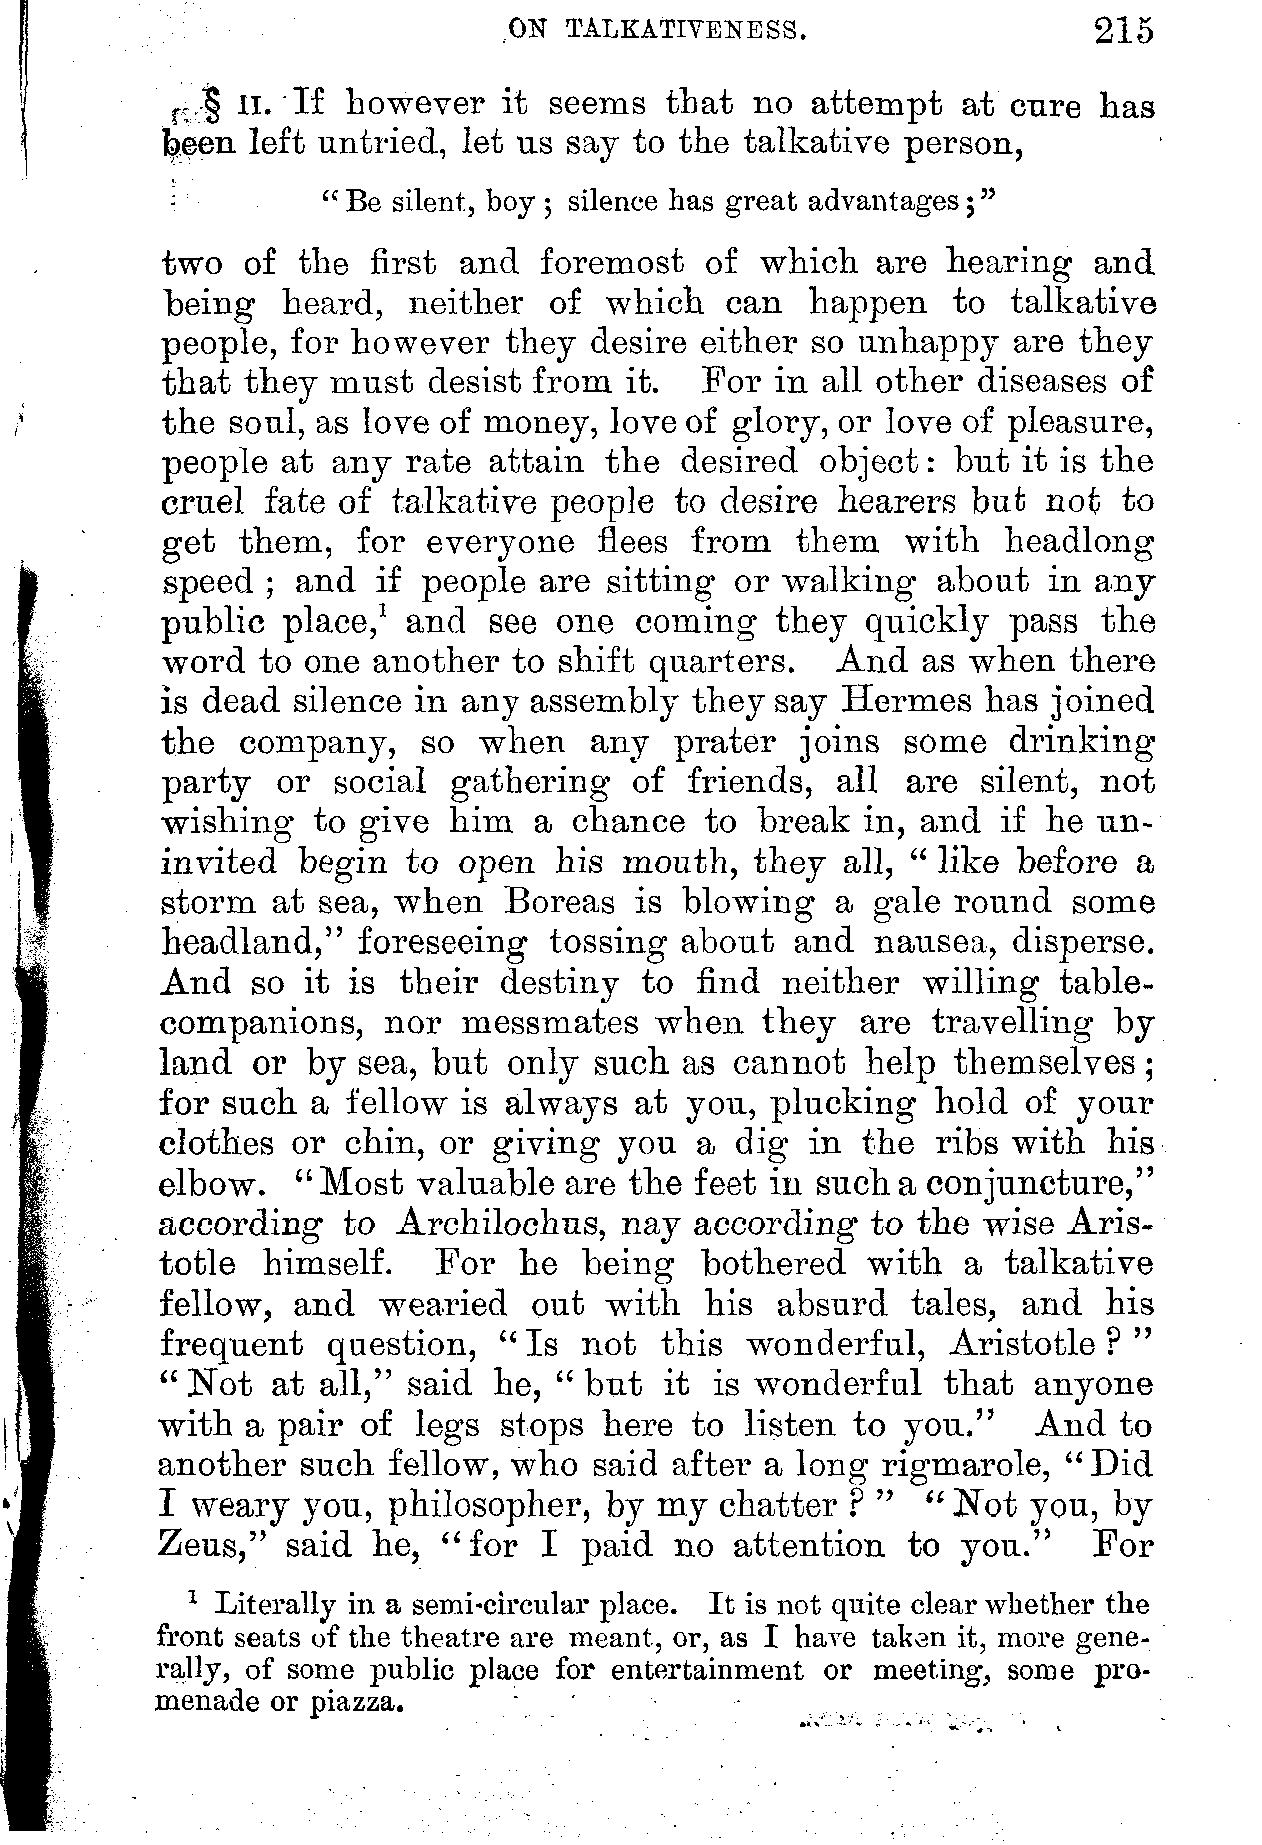 ON TALKATIVENESS. 215
§ II. If however it seems that no attempt at cure has
been left untried, let us say to the talkative person,
“Be silent, boy; silence has great advantages;”
two of the first and foremost of which are hearing and
being heard, neither of which can happen to talkative
people, for however they desire either so unhappy are they
that they must desist from it. For in all other diseases of
the soul, as love of money, love of glory, or love of pleasure,
people at any rate attain the desired object: but it is the
cruel fate of talkative people to desire hearers but not to
get them, for everyone flees from them with headlong
speed; and if people are sitting or walking about in any
public place,¹ and see one coming they quickly pass the
word to one another to shift quarters. And as when there
is dead silence in any assembly they say Hermes has joined
the company, so when any prater joins some drinking
party or social gathering of friends, all are silent, not
wishing to give him a chance to break in, and if he un-
invited begin to open his mouth, they all, “like before a
storm at sea, when Boreas is blowing a gale round some
headland,” foreseeing tossing about and nausea, disperse.
And so it is their destiny to find neither willing table-
companions, nor messmates when they are travelling by
land or by sea, but only such as cannot help themselves;
for such a fellow is always at you, plucking hold of your
clothes or chin, or giving you a dig in the ribs with his
elbow. “Most valuable are the feet in such a conjuncture,”
according to Archilochus, nay according to the wise Aris-
totle himself. For he being bothered with a talkative
fellow, and wearied out with his absurd tales, and his
frequent question, “Is not this wonderful, Aristotle?”
“Not at all,” said he, “but it is wonderful that anyone
with a pair of legs stops here to listen to you.” And to
another such fellow, who said after a long rigmarole, “Did
I weary you, philosopher, by my chatter?” “Not you, by
Zeus,” said he, “for I paid no attention to you.” For
¹ Literally in a semi-circular place. It is not quite clear whether the
front seats of the theatre are meant, or, as I have taken it, more gene-
rally, of some public place for entertainment or meeting, some pro-
menade or piazza.